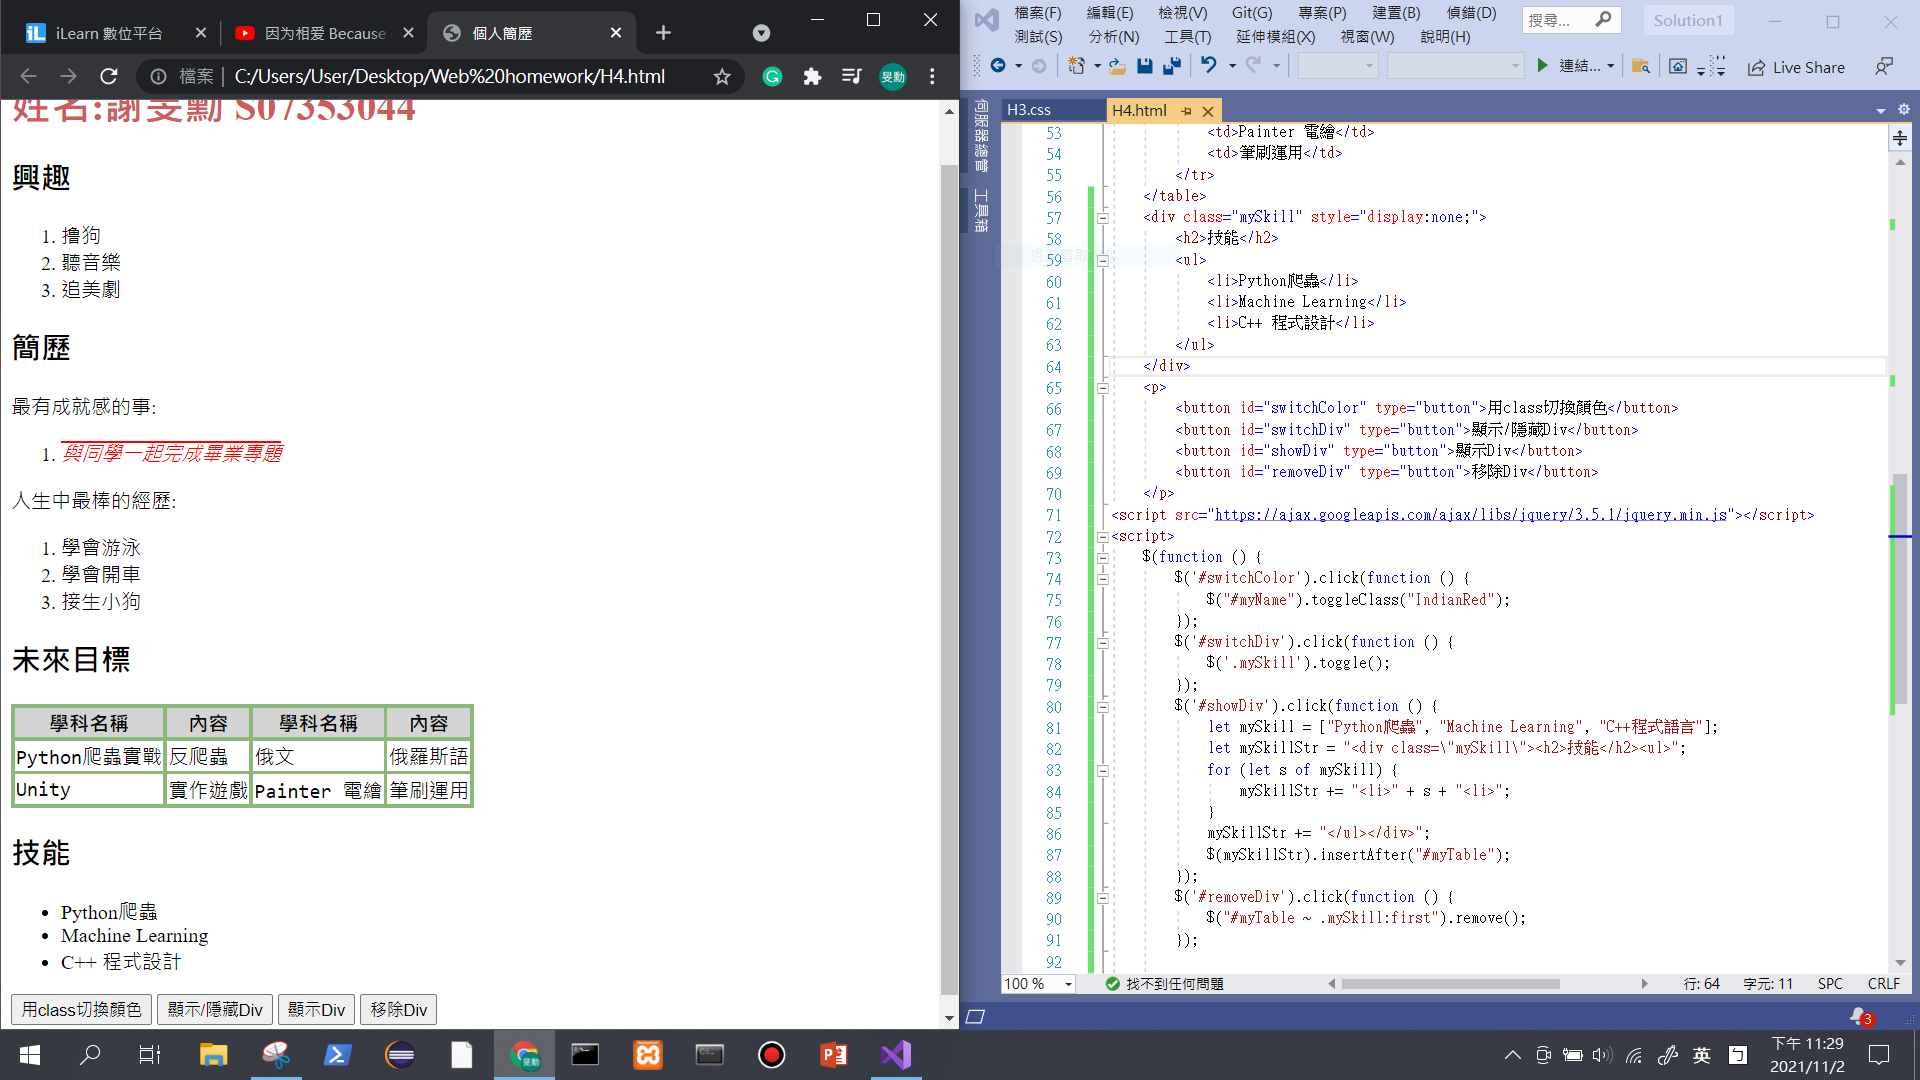 iLearn 數位平台
因为相爱 Because
個人簡歷
檔案
C:/Users/User/Desktop/Web%20homework/H4.html
旻勳
姓名:謝旻勳 S07353044
興趣
1. 擼狗
2. 聽音樂
3. 追美劇
簡歷
最有成就感的事:
1. 與同學一起完成畢業專題
人生中最棒的經歷:
1. 學會游泳
2. 學會開車
3. 接生小狗
未來目標
學科名稱 內容 學科名稱 內容
Python爬蟲實戰 反爬蟲 俄文 俄羅斯語
Unity 實作遊戲 Painter 電繪 筆刷運用
技能
• Python爬蟲
• Machine Learning
• C++ 程式設計
用class切換顏色 顯示/隱藏Div 顯示Div 移除Div
檔案(F) 編輯(E) 檢視(V) Git(G) 專案(P) 建置(B) 偵錯(D)
搜尋...
Solution1
測試(S) 分析(N) 工具(T) 延伸模組(X) 視窗(W) 說明(H)
連結...
Live Share
伺服器總管
工具箱
H3.css
H4.html
53 <td>Painter 電繪</td>
54 <td>筆刷運用</td>
55 </tr>
56 </table>
57 <div class="mySkill" style="display:none;">
58 <h2>技能</h2>
59 <ul>
60 <li>Python爬蟲</li>
61 <li>Machine Learning</li>
62 <li>C++ 程式設計</li>
63 </ul>
64 </div>
65 <p>
66 <button id="switchColor" type="button">用class切換顏色</button>
67 <button id="switchDiv" type="button">顯示/隱藏Div</button>
68 <button id="showDiv" type="button">顯示Div</button>
69 <button id="removeDiv" type="button">移除Div</button>
70 </p>
71 <script src="https://ajax.googleapis.com/ajax/libs/jquery/3.5.1/jquery.min.js"></script>
72 <script>
73 $(function () {
74 $('#switchColor').click(function () {
75 $("#myName").toggleClass("IndianRed");
76 });
77 $('#switchDiv').click(function () {
78 $('.mySkill').toggle();
79 });
80 $('#showDiv').click(function () {
81 let mySkill = ["Python爬蟲", "Machine Learning", "C++程式語言"];
82 let mySkillStr = "<div class=\"mySkill\"><h2>技能</h2><ul>";
83 for (let s of mySkill) {
84 mySkillStr += "<li>" + s + "<li>";
85 }
86 mySkillStr += "</ul></div>";
87 $(mySkillStr).insertAfter("#myTable");
88 });
89 $('#removeDiv').click(function () {
90 $("#myTable ~ .mySkill:first").remove();
91 });
92
100 %
找不到任何問題
行: 64 字元: 11 SPC CRLF
3
英
下午 11:29
2021/11/2